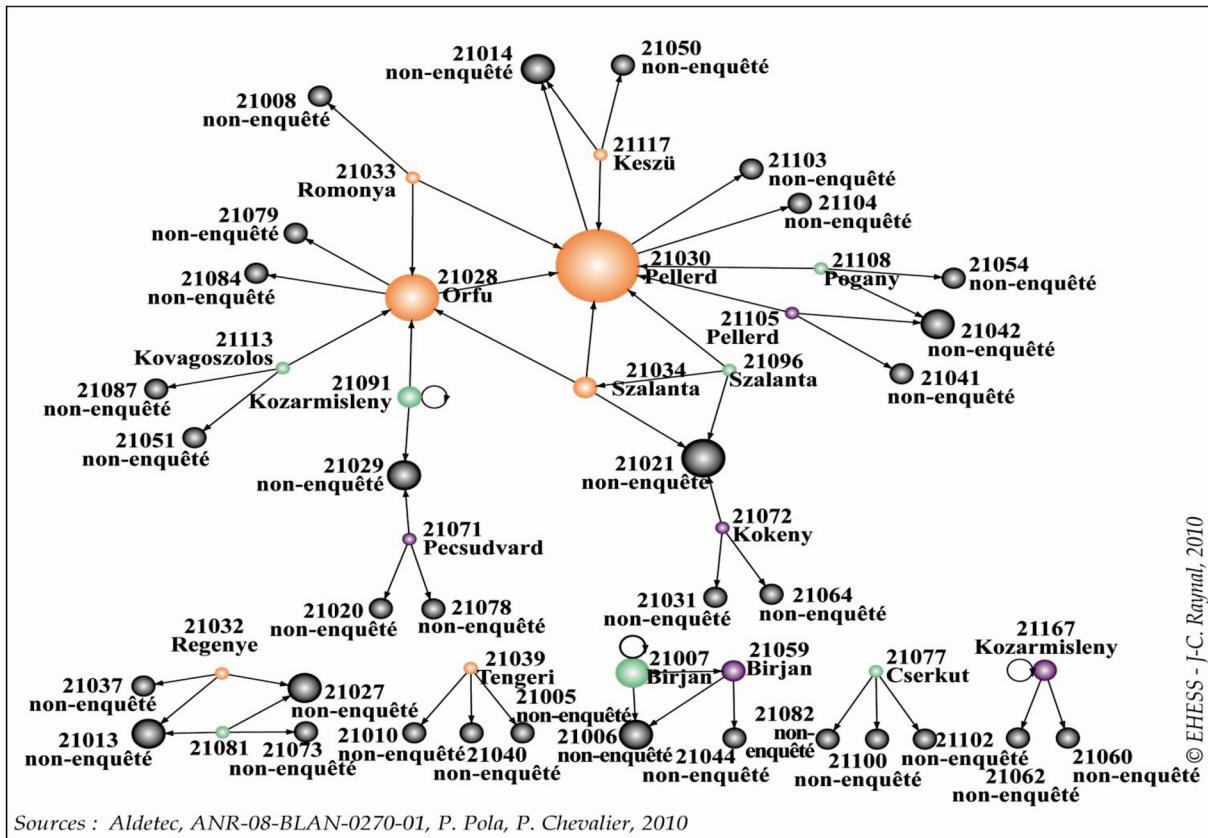 21014
non-enquêté
21050
non-enquêté
21008
non-enquêté
21117
Keszü
21033
Romonya
21103
non-enquêté
21104
non-enquêté
21079
non-enquêté
21084
non-enquêté
21028
Orfu
21030
Pellerd
21108
Pogany
21054
non-enquêté
21042
non-enquêté
21105
Pellerd
21041
non-enquêté
21113
Kovagoszolos
21087
non-enquêté
21051
non-enquêté
21091
Kozarmisleny
21034
Szalanta
21096
Szalanta
21029
non-enquêté
21021
non-enquêté
21071
Pecsudvard
21072
Kokeny
21020
non-enquêté
21078
non-enquêté
21031
non-enquêté
21064
non-enquêté
21032
Regenye
21037
non-enquêté
21027
non-enquêté
21013
non-enquêté
21081
21073
non-enquêté
21039
Tengeri
21005
non-enquêté
21010
non-enquêté
21040
non-enquêté
21007
Birjan
21059
Birjan
21006
non-enquêté
21044
non-enquêté
21077
Cserkut
21082
non-
enquêté
21100
non-enquêté
21102
non-enquêté
21167
Kozarmisleny
21062
non-enquêté
21060
non-enquêté
© EHESS - J-C. Raynal, 2010
Sources : Aldetec, ANR-08-BLAN-0270-01, P. Pola, P. Chevalier, 2010